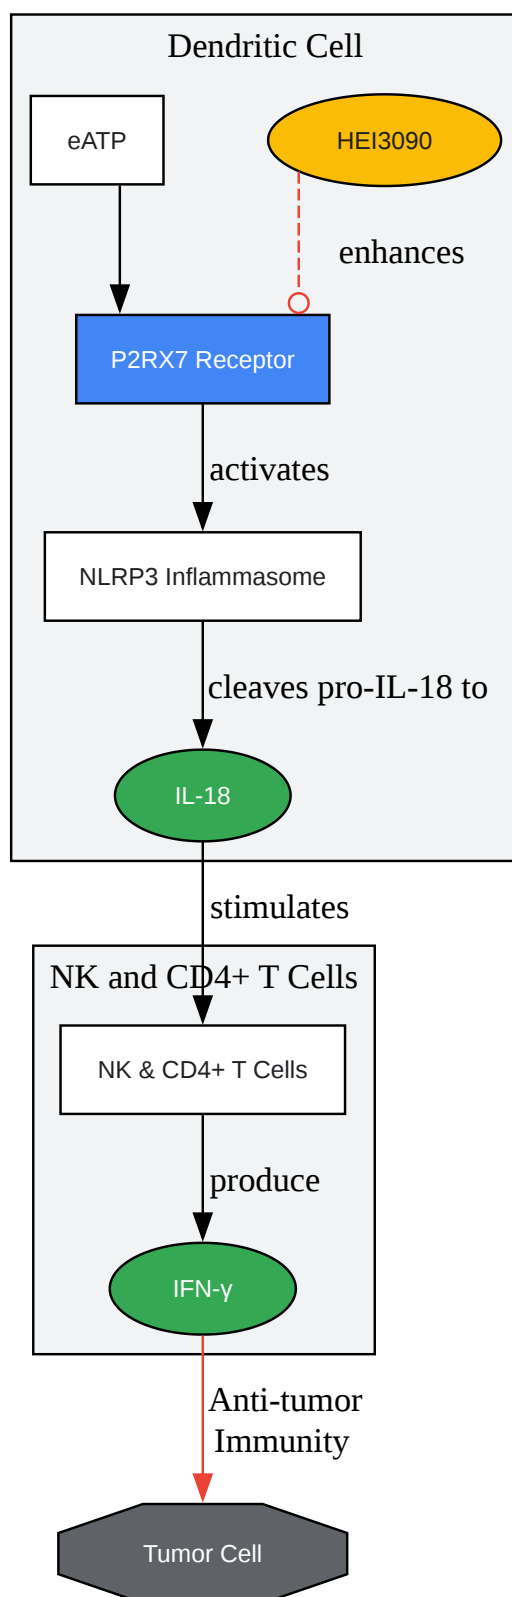 Dendritic Cell
eATP
HEI3090
enhances
P2RX7 Receptor
activates
NLRP3 Inflammasome
cleaves pro-IL-18 to
IL-18
stimulates
NK and CD4+ T Cells
NK & CD4+ T Cells
produce
IFN-γ
Anti-tumor
Immunity
Tumor Cell